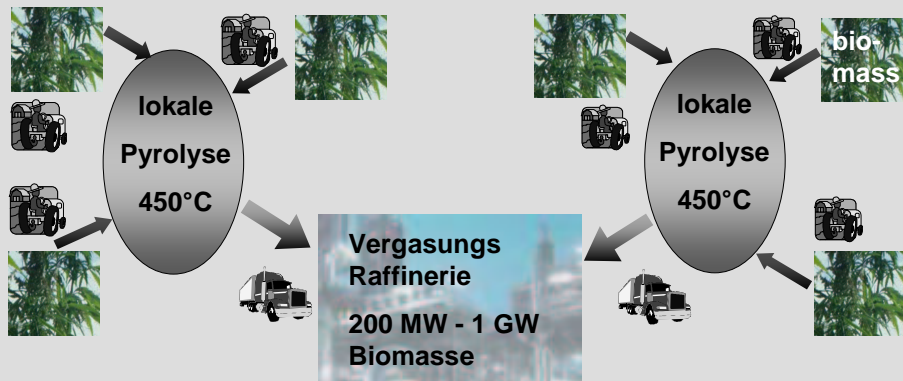 bio-
mass
lokale
Pyrolyse
450°C
lokale
Pyrolyse
450°C
Vergasungs
Raffinerie
200 MW - 1 GW
Biomasse